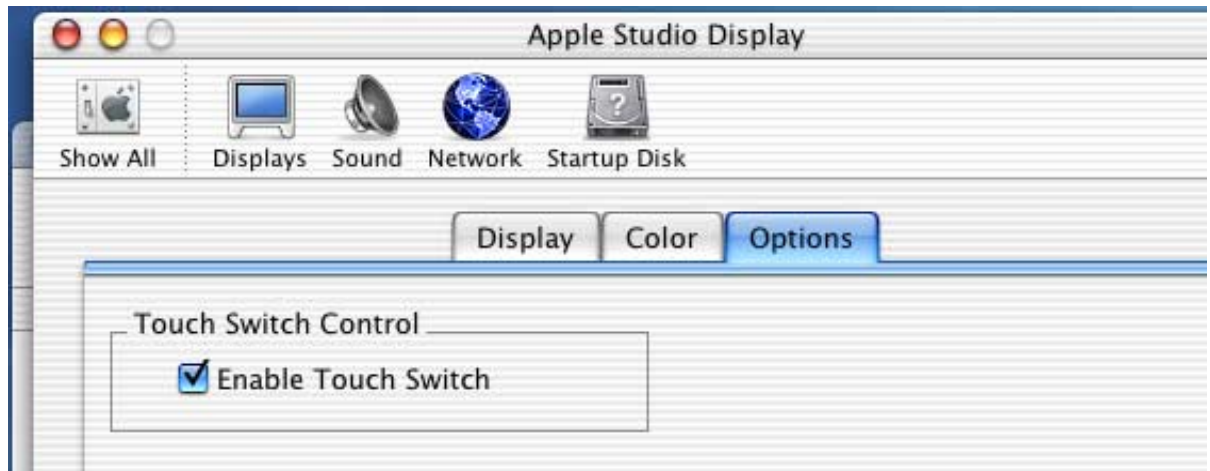 Apple Studio Display
Show All Displays Sound Network Startup Disk
Display Color Options
Touch Switch Control
Enable Touch Switch